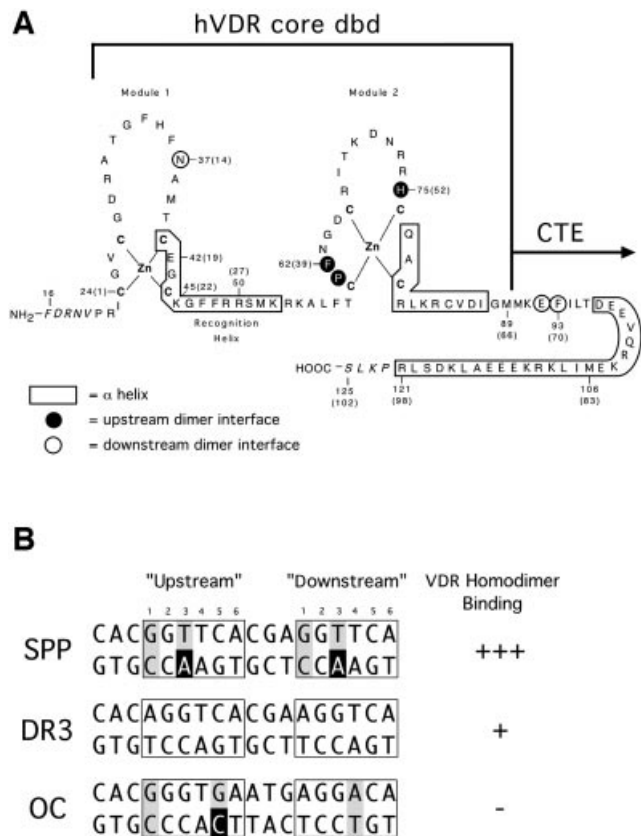 A
hVDR core dbd
Module 1
Module 2
CTE
NH2-FDRNVPRICGVCGDRATGFHFNAMTCEGCKGFFRRSMKRKALFTCPFNGDCRITKDNRRHCQACRLKRCVDIGMMKEFILTDEEVQRKEMILKRKEEEALKDSLRPKLS-COOH
16
24(1)
37(14)
42(19)
45(22)
(27)
50
Recognition
Helix
62(39)
75(52)
Zn
Zn
89
(66)
93
(70)
106
(83)
121
(98)
125
(102)
= α helix
= upstream dimer interface
= downstream dimer interface
B
"Upstream" "Downstream" VDR Homodimer
Binding
1 2 3 4 5 6 1 2 3 4 5 6
SPP
CACGGTTCACGAGGTTCA
GTGCCAAGTGCTCCAAGT
+++
DR3
CACAGGTCACGAAGGTCA
GTGTCCAGTGCTTCCAGT
+
OC
CACGGGTGAATGAGGACA
GTGCCCACTTACTCCTGT
-